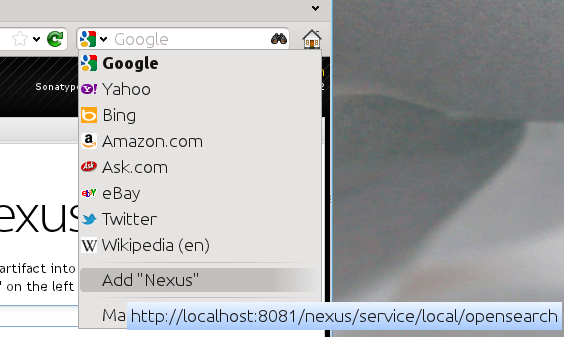 Google
Google
Sonatyp
Yahoo
Bing
Amazon.com
Ask.com
eBay
Twitter
Wikipedia (en)
exus
artifact into
" on the left
Add "Nexus"
Ma
http://localhost:8081/nexus/service/local/opensearch